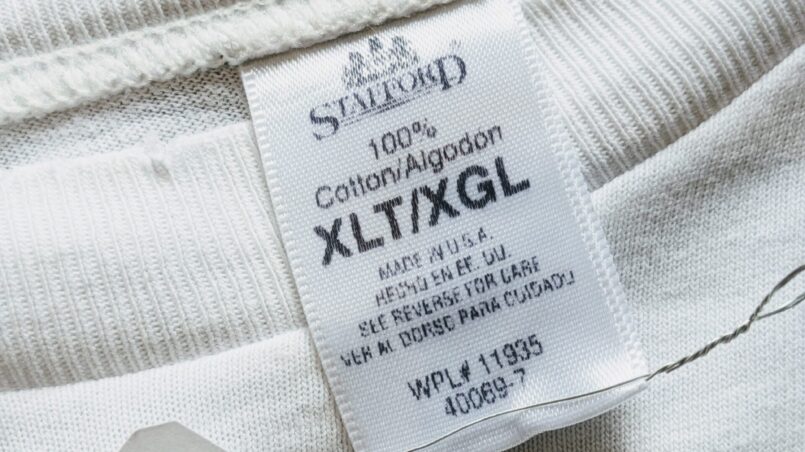 STAFFORD
100%
Cotton/Algodon
XLT/XGL
MADE IN U.S.A.
HECHO EN EE. UU.
SEE REVERSE FOR CARE
VER AL DORSO PARA CUIDADO
WPL# 11935
40069-7